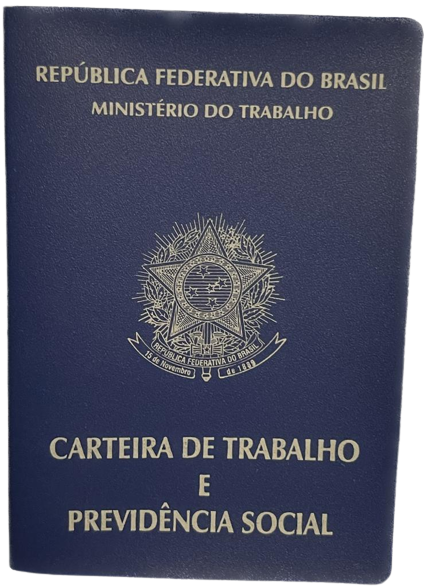 REPÚBLICA FEDERATIVA DO BRASIL
MINISTÉRIO DO TRABALHO
REPÚBLICA FEDERATIVA DO BRASIL
15 de Novembro de 1889
CARTEIRA DE TRABALHO
E
PREVIDÊNCIA SOCIAL